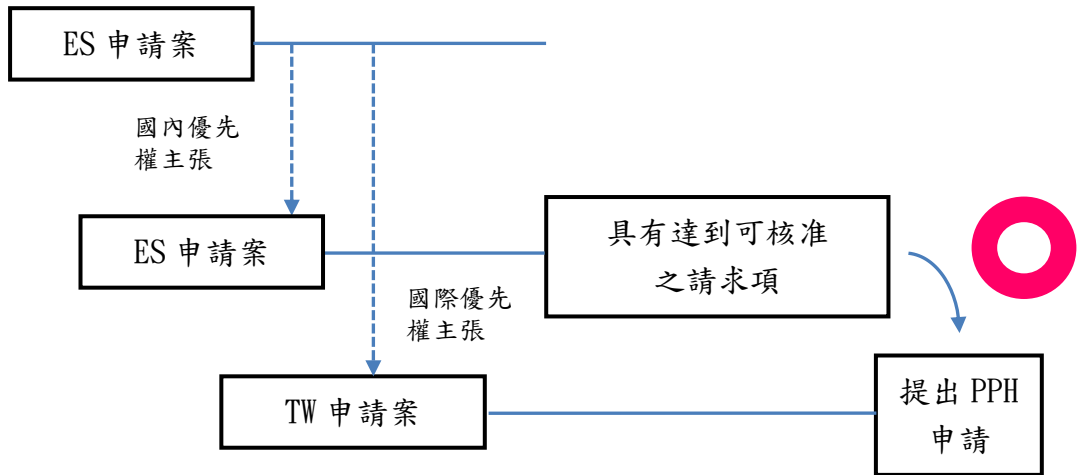 ES 申請案
國內優先
權主張
ES 申請案
具有達到可核准
之請求項
國際優先
權主張
TW 申請案
提出 PPH
申請